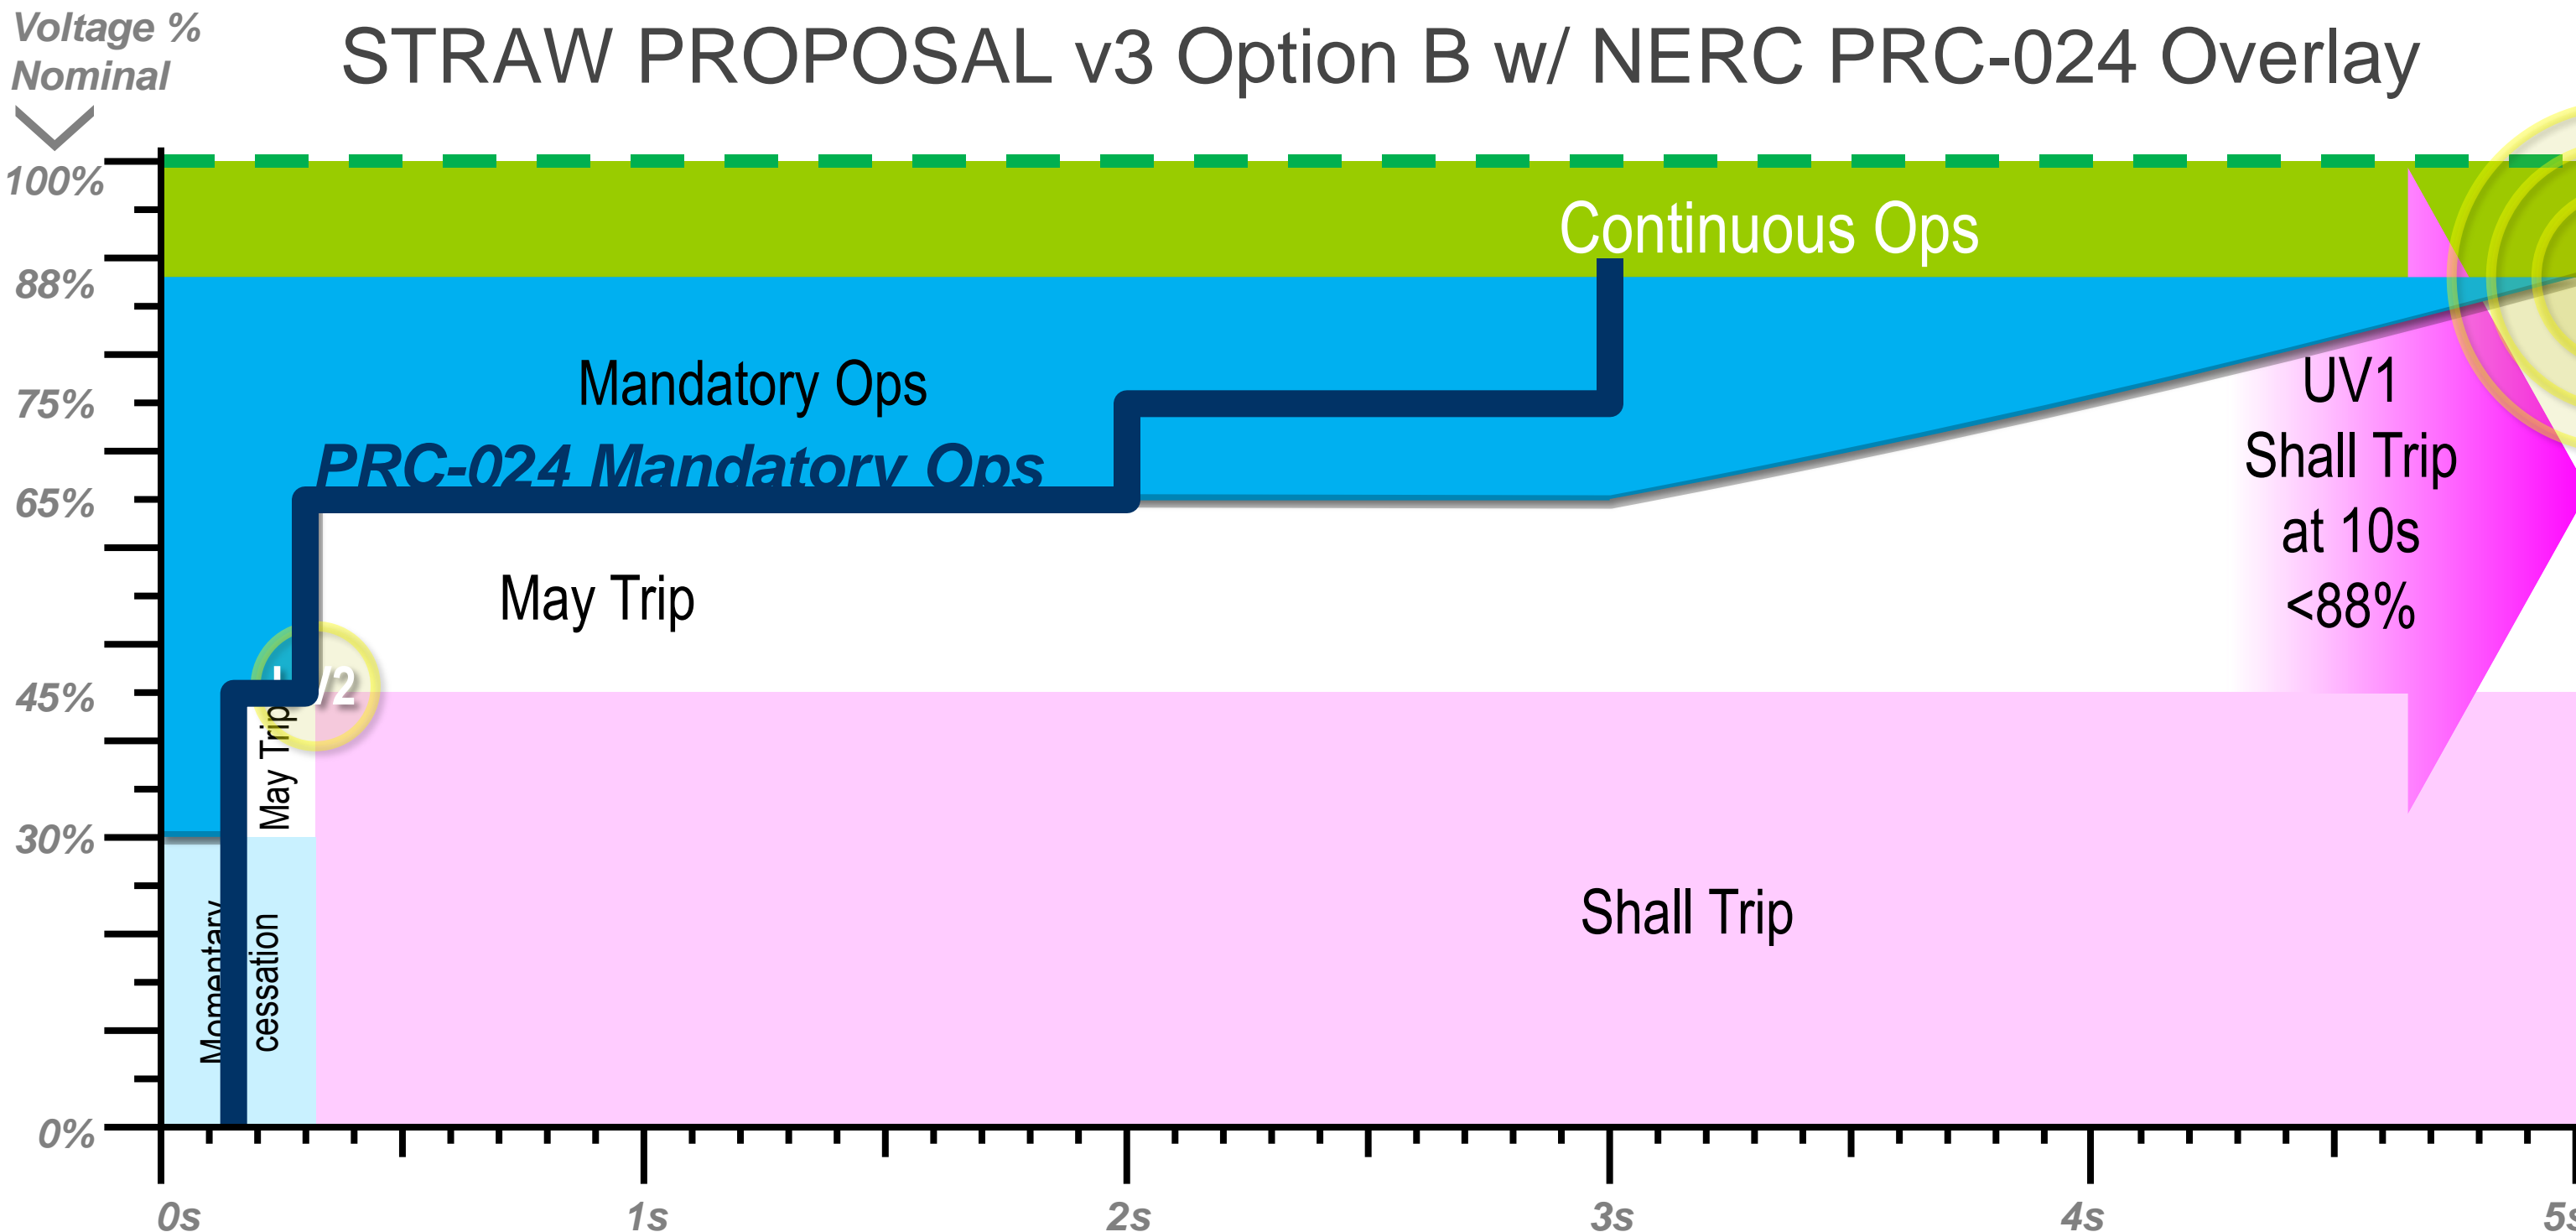 Voltage %
Nominal
STRAW PROPOSAL v3 Option B w/ NERC PRC-024 Overlay
100%
88%
75%
65%
45%
30%
0%
Continuous Ops
Mandatory Ops
PRC-024 Mandatory Ops
May Trip
UV1
Shall Trip
at 10s
<88%
May Trip
Momentary
cessation
Shall Trip
0s
1s
2s
3s
4s